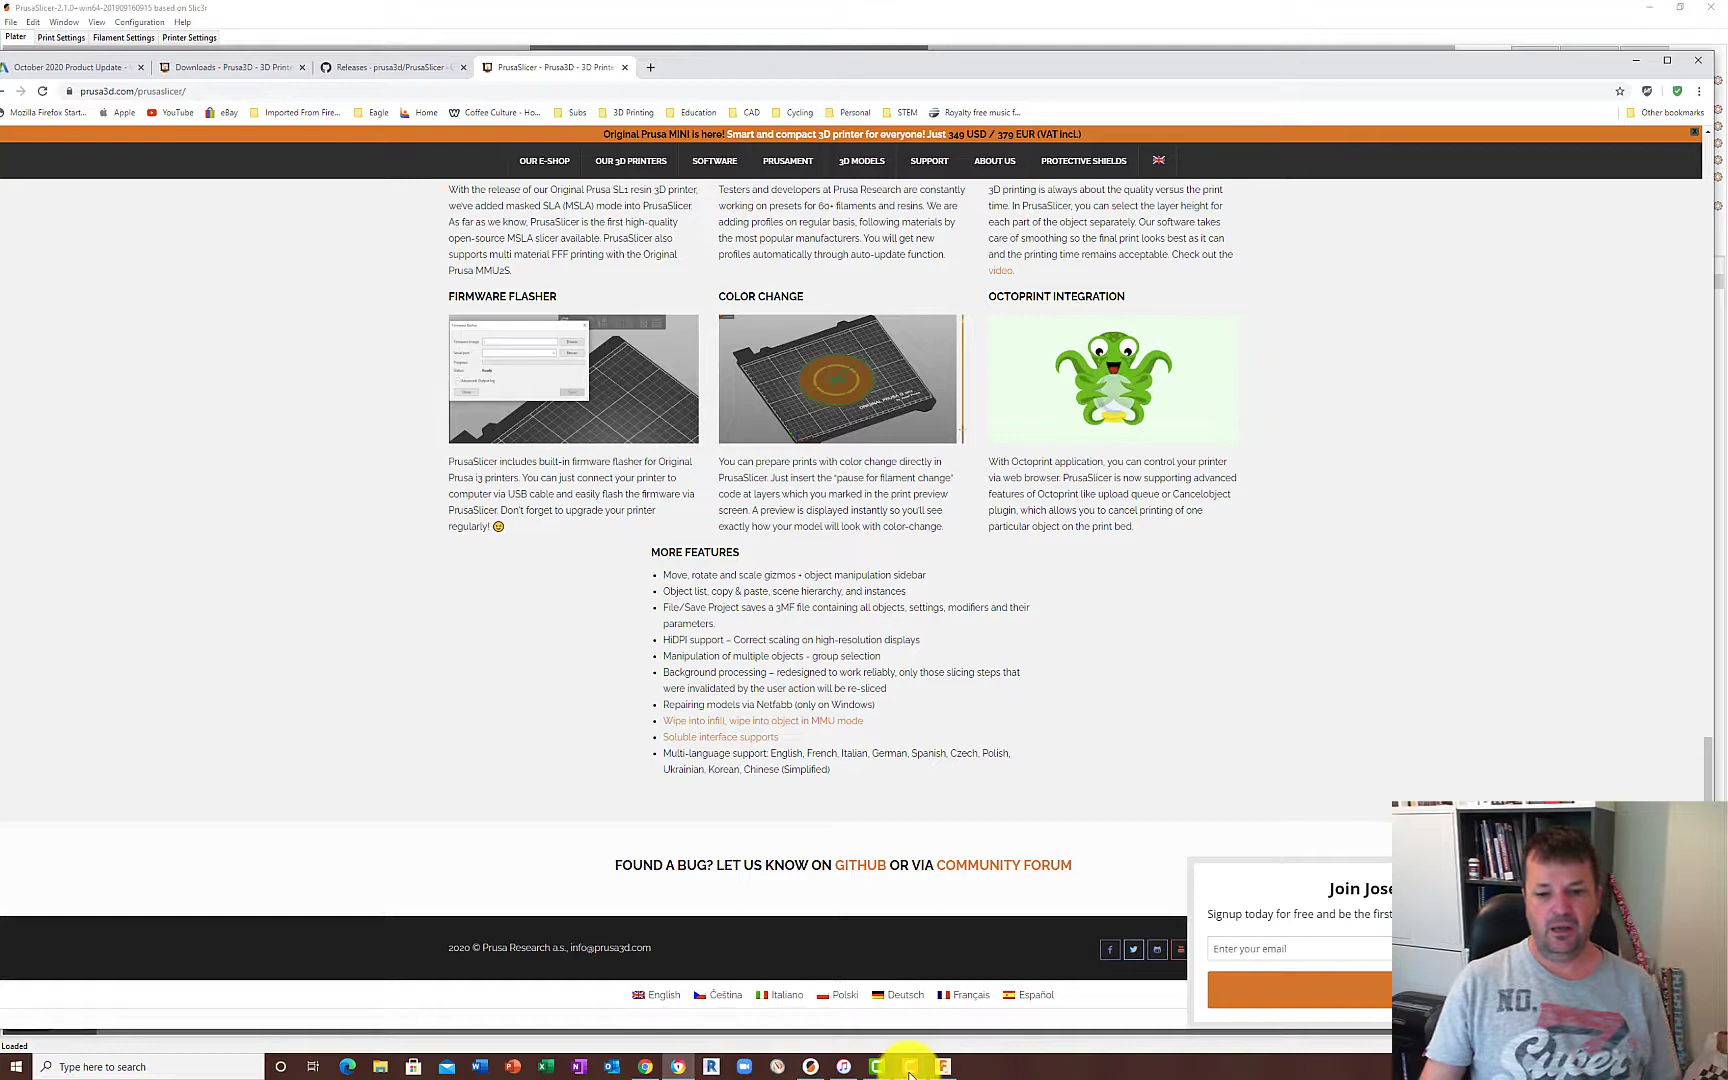 PrusaSlicer-2.1.0+win64-201909160915 based on Slic3r
File Edit Window View Configuration Help
Plater Print Settings Filament Settings Printer Settings
October 2020 Product Update - Downloads - Prusa3D - 3D Print Releases · prusa3d/PrusaSlicer · PrusaSlicer - Prusa3D - 3D Printe
prusa3d.com/prusaslicer/
Mozilla Firefox Start... Apple YouTube eBay Imported From Fire... Eagle Home Coffee Culture - Ho... Subs 3D Printing Education CAD Cycling Personal STEM Royalty free music f... Other bookmarks
Original Prusa MINI is here! Smart and compact 3D printer for everyone! Just 349 USD / 379 EUR (VAT incl.)
OUR E-SHOP OUR 3D PRINTERS SOFTWARE PRUSAMENT 3D MODELS SUPPORT ABOUT US PROTECTIVE SHIELDS
With the release of our Original Prusa SL1 resin 3D printer,
we've added masked SLA (MSLA) mode into PrusaSlicer.
As far as we know, PrusaSlicer is the first high-quality
open-source MSLA slicer available. PrusaSlicer also
supports multi material FFF printing with the Original
Prusa MMU2S.
Testers and developers at Prusa Research are constantly
working on presets for 60+ filaments and resins. We are
adding profiles on regular basis, following materials by
the most popular manufacturers. You will get new
profiles automatically through auto-update function.
3D printing is always about the quality versus the print
time. In PrusaSlicer, you can select the layer height for
each part of the object separately. Our software takes
care of smoothing so the final print looks best as it can
and the printing time remains acceptable. Check out the
video.
FIRMWARE FLASHER
PrusaSlicer includes built-in firmware flasher for Original
Prusa i3 printers. You can just connect your printer to
computer via USB cable and easily flash the firmware via
PrusaSlicer. Don't forget to upgrade your printer
regularly!
COLOR CHANGE
You can prepare prints with color change directly in
PrusaSlicer. Just insert the "pause for filament change"
code at layers which you marked in the print preview
screen. A preview is displayed instantly so you'll see
exactly how your model will look with color-change.
OCTOPRINT INTEGRATION
With Octoprint application, you can control your printer
via web browser. PrusaSlicer is now supporting advanced
features of Octoprint like upload queue or Cancelobject
plugin, which allows you to cancel printing of one
particular object on the print bed.
MORE FEATURES
Move, rotate and scale gizmos + object manipulation sidebar
Object list, copy & paste, scene hierarchy, and instances
File/Save Project saves a 3MF file containing all objects, settings, modifiers and their
parameters.
HiDPI support – Correct scaling on high-resolution displays
Manipulation of multiple objects - group selection
Background processing – redesigned to work reliably, only those slicing steps that
were invalidated by the user action will be re-sliced
Repairing models via Netfabb (only on Windows)
Wipe into infill, wipe into object in MMU mode
Soluble interface supports
Multi-language support: English, French, Italian, German, Spanish, Czech, Polish,
Ukrainian, Korean, Chinese (Simplified)
FOUND A BUG? LET US KNOW ON GITHUB OR VIA COMMUNITY FORUM
Join Jose
Signup today for free and be the first
Enter your email
2020 © Prusa Research a.s., info@prusa3d.com
English Čeština Italiano Polski Deutsch Français Español
NO.
Super
Loaded
Type here to search